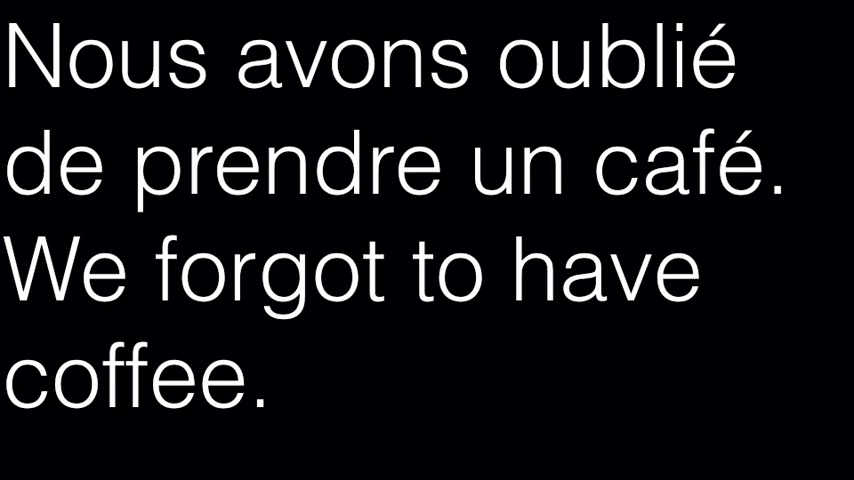 Nous avons oublié
de prendre un café.
We forgot to have
coffee.